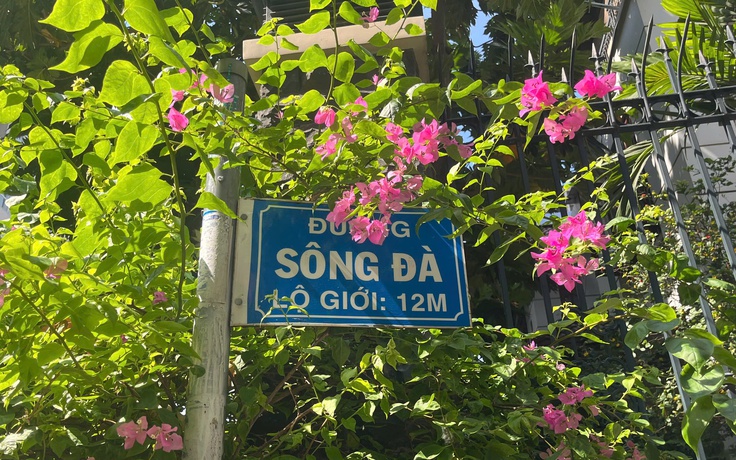 ĐƯỜNG
SÔNG ĐÀ
LỘ GIỚI: 12M